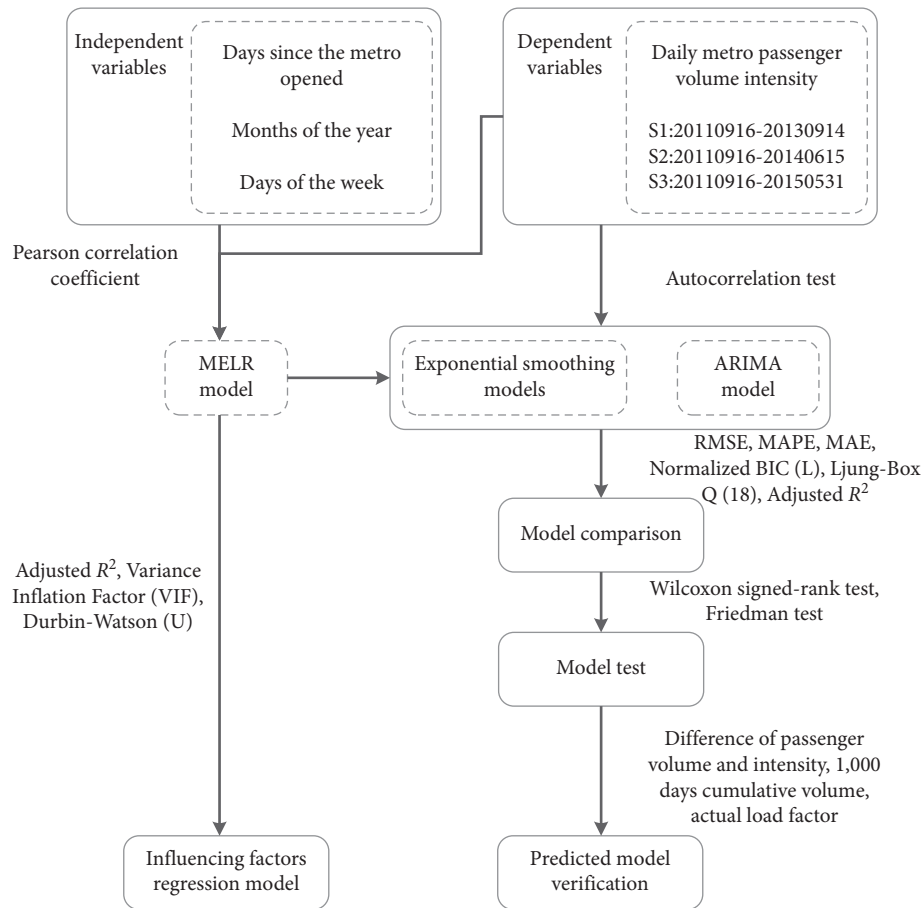 Independent
variables
Days since the metro
opened
Months of the year
Days of the week
Dependent
variables
Daily metro passenger
volume intensity
S1:20110916-20130914
S2:20110916-20140615
S3:20110916-20150531
Pearson correlation
coefficient
Autocorrelation test
MELR
model
Exponential smoothing
models
ARIMA
model
RMSE, MAPE, MAE,
Normalized BIC (L), Ljung-Box
Q (18), Adjusted R²
Model comparison
Adjusted R², Variance
Inflation Factor (VIF),
Durbin-Watson (U)
Wilcoxon signed-rank test,
Friedman test
Model test
Difference of passenger
volume and intensity, 1,000
days cumulative volume,
actual load factor
Influencing factors
regression model
Predicted model
verification